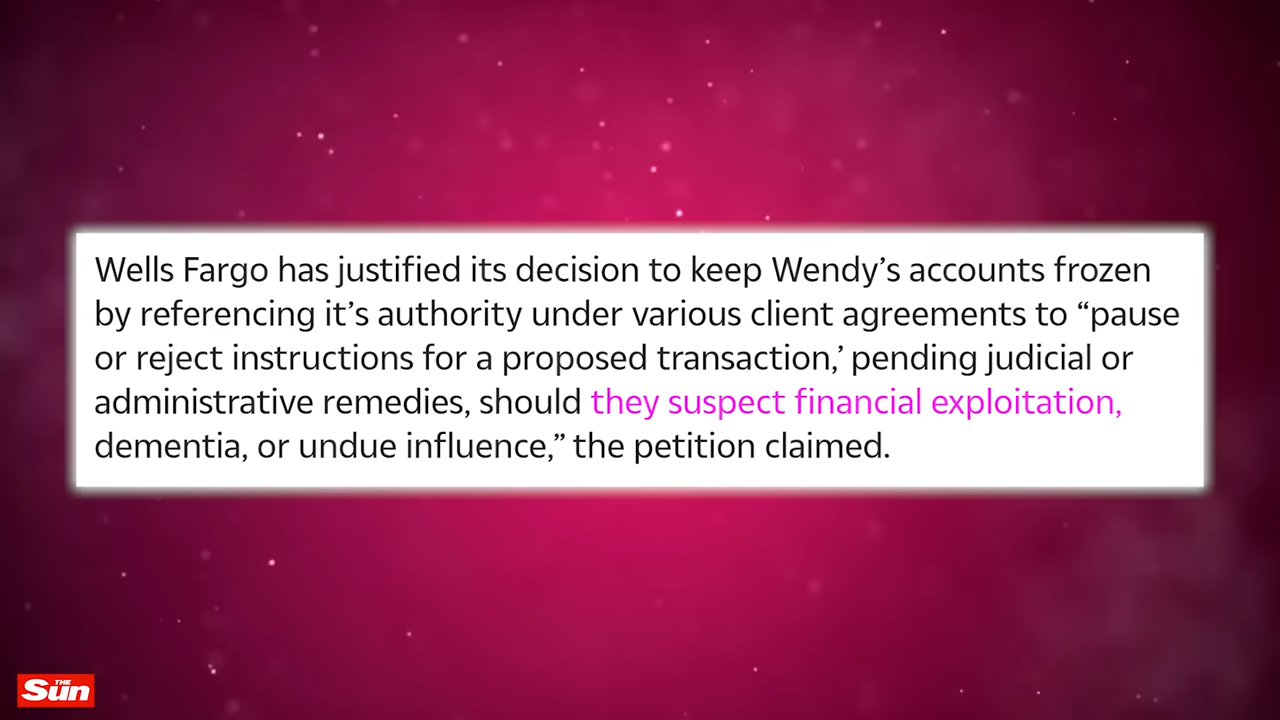 Wells Fargo has justified its decision to keep Wendy’s accounts frozen
by referencing it’s authority under various client agreements to “pause
or reject instructions for a proposed transaction,’ pending judicial or
administrative remedies, should they suspect financial exploitation,
dementia, or undue influence,” the petition claimed.
THE
Sun